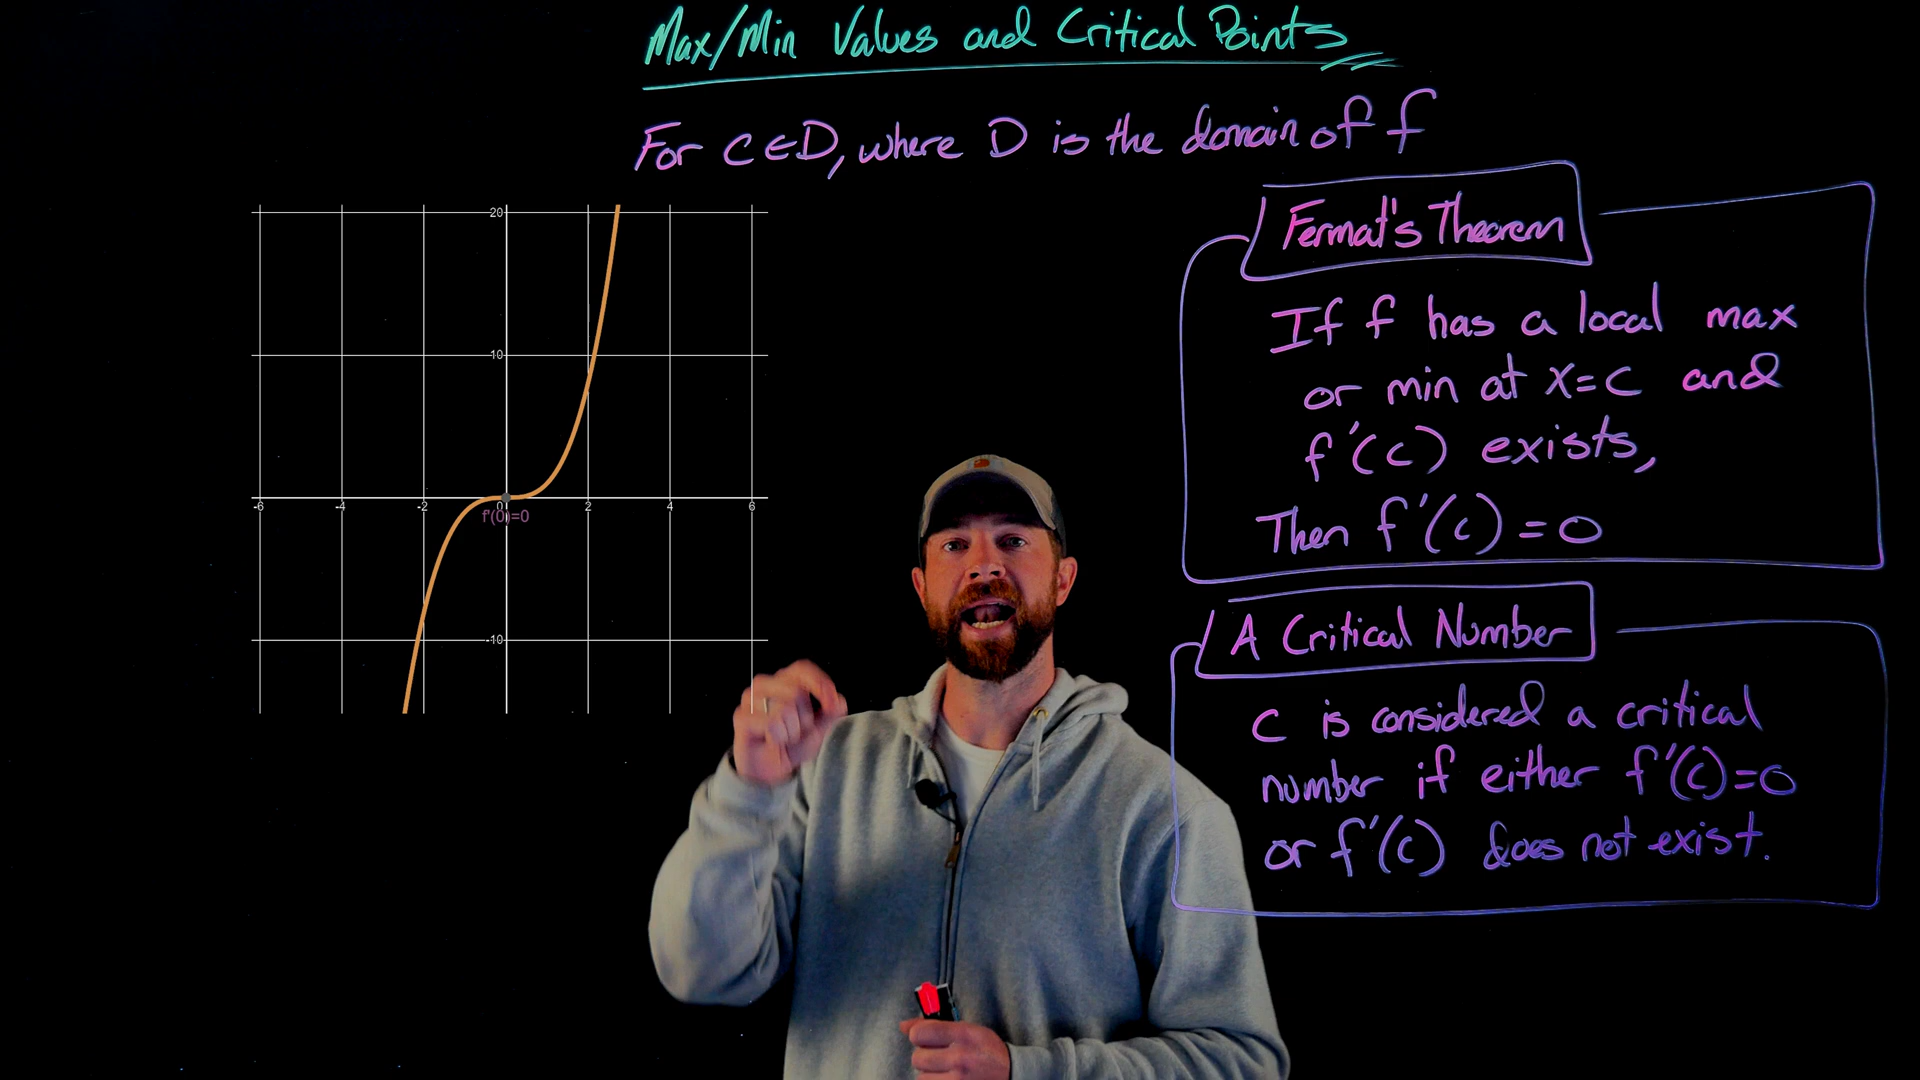 Max/Min Values and Critical Points
For C∈D, where D is the domain of f
Fermat's Theorem
If f has a local max
or min at x=c and
f'(c) exists,
Then f'(c)=0
A Critical Number
C is considered a critical
number if either f'(c)=0
or f'(c) does not exist.
20
10
-6 -4 -2 0 2 4 6
f'(0)=0
-10